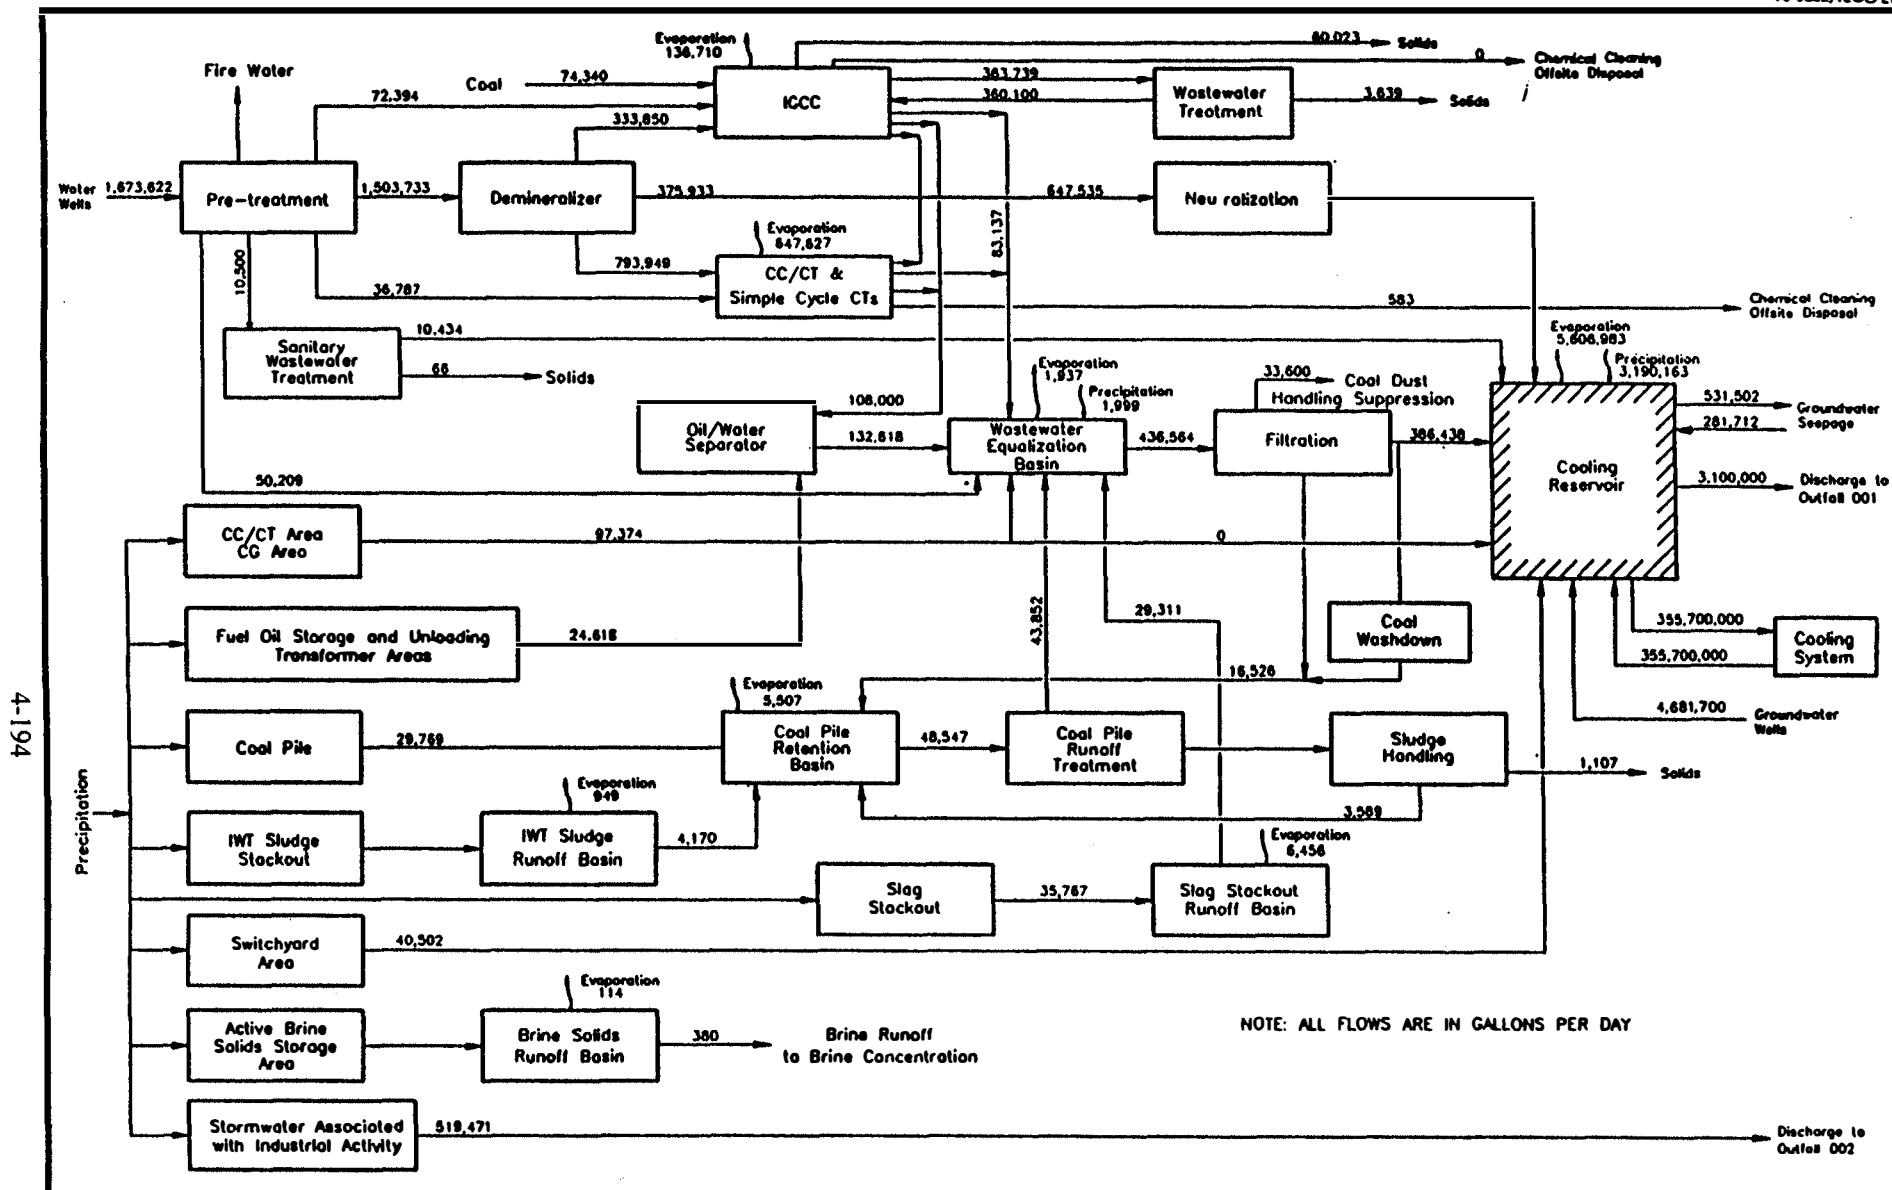 Evaporation
136,710
60,023
Solids
0
Chemical Cleaning
Offsite Disposal
Fire Water
Coal
74,340
72,394
IGCC
383,739
360,100
Wastewater
Treatment
3,639
Solids
333,850
Water
Wells
1,673,622
Pre-treatment
1,503,733
Demineralizer
375,933
647,535
Neu ralization
83,137
Evaporation
647,627
10,500
793,949
36,787
CC/CT &
Simple Cycle CTs
583
Chemical Cleaning
Offsite Disposal
Sanitary
Wastewater
Treatment
10,434
66
Solids
Evaporation
5,606,983
Precipitation
3,190,163
Evaporation
1,937
Precipitation
1,999
33,600
Coal Dust
Handling Suppression
108,000
Oil/Water
Separator
132,618
Wastewater
Equalization
Basin
436,564
Filtration
386,438
Cooling
Reservoir
531,502
281,712
Groundwater
Seepage
3,100,000
Discharge to
Outfall 001
50,209
CC/CT Area
CG Area
97,374
0
Fuel Oil Storage and Unloading
Transformer Areas
24,618
43,852
29,311
Coal
Washdown
355,700,000
355,700,000
Cooling
System
16,526
4,681,700
Groundwater
Wells
4-194
Coal Pile
29,769
Evaporation
5,507
Coal Pile
Retention
Basin
48,547
Coal Pile
Runoff
Treatment
Sludge
Handling
1,107
Solids
3,589
Precipitation
IWT Sludge
Stackout
Evaporation
949
IWT Sludge
Runoff Basin
4,170
Slag
Stockout
35,767
Evaporation
6,456
Slag Stockout
Runoff Basin
Switchyard
Area
40,502
Active Brine
Solids Storage
Area
Evaporation
114
Brine Solids
Runoff Basin
380
Brine Runoff
to Brine Concentration
NOTE: ALL FLOWS ARE IN GALLONS PER DAY
Stormwater Associated
with Industrial Activity
519,471
Discharge to
Outfall 002